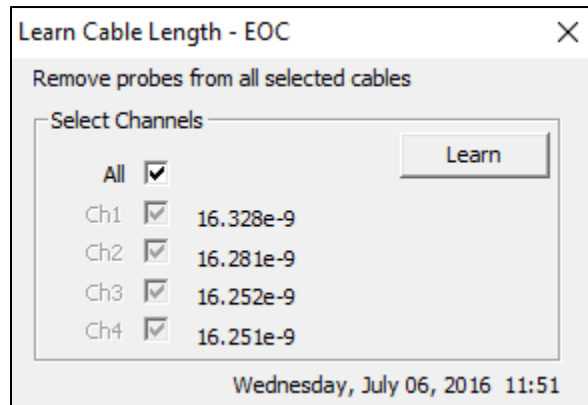 Learn Cable Length - EOC
Remove probes from all selected cables
Select Channels
Learn
All
Ch1 16.328e-9
Ch2 16.281e-9
Ch3 16.252e-9
Ch4 16.251e-9
Wednesday, July 06, 2016 11:51